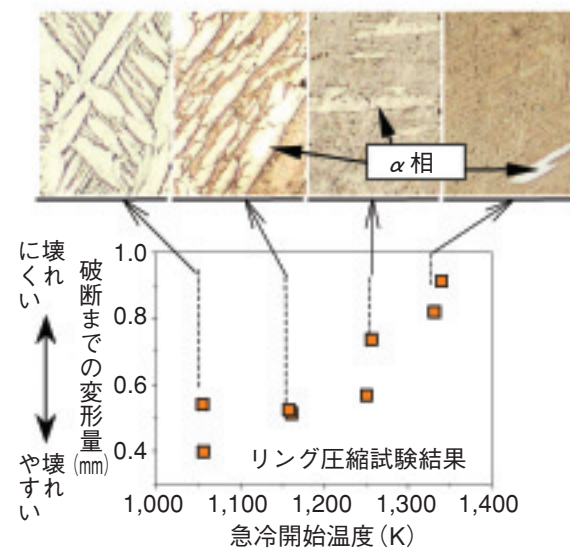 α相
壊れ
にくい
壊れ
やすい
破断までの変形量(mm)
1.0
0.8
0.6
0.4
リング圧縮試験結果
1,000 1,100 1,200 1,300 1,400
急冷開始温度(K)